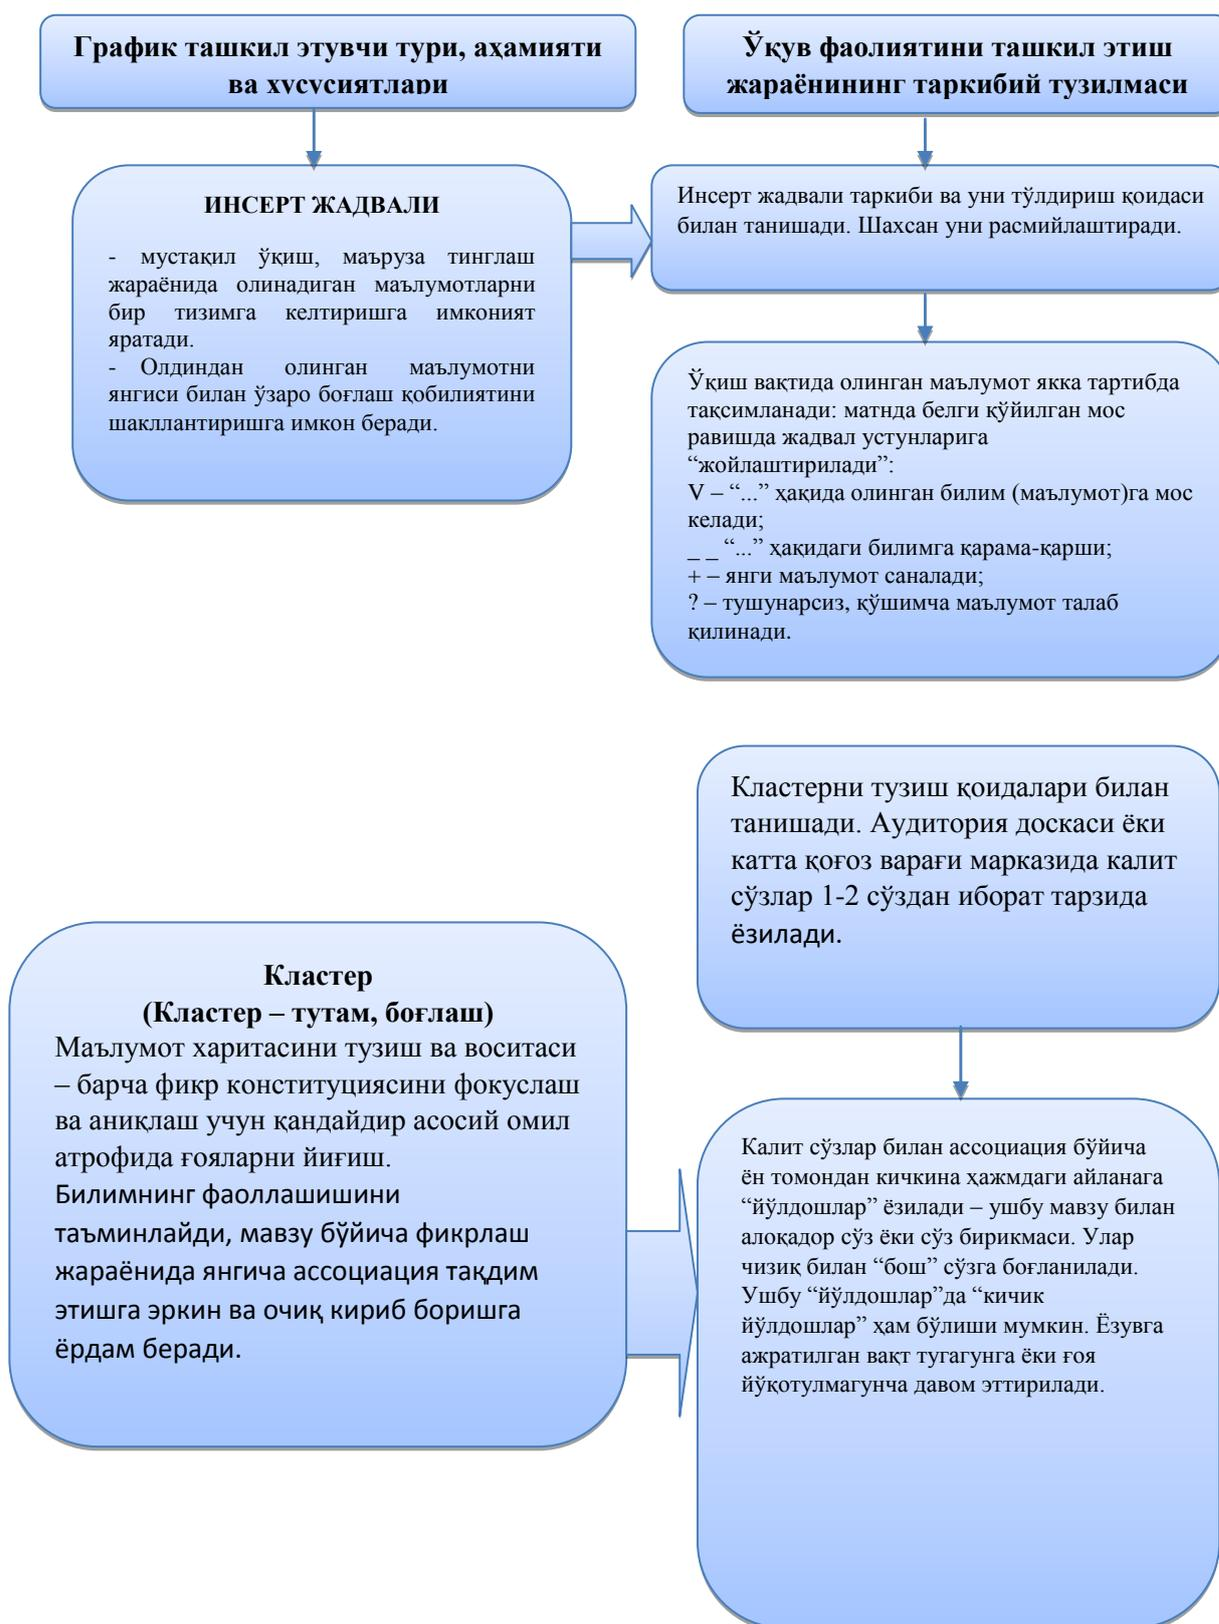 График ташкил этувчи тури, аҳамияти
ва хусусиятлари
Ўқув фаолиятини ташкил этиш
жараёнининг таркибий тузилмаси
ИНСЕРТ ЖАДВАЛИ
- мустақил ўқиш, маъруза тинглаш
жараёнида олинадиган маълумотларни
бир тизимга келтиришга имконият
яратади.
- Олдиндан олинган маълумотни
янгиси билан ўзаро боғлаш қобилиятини
шакллантиришга имкон беради.
Инсерт жадвали таркиби ва уни тўлдириш қоидаси
билан танишади. Шахсан уни расмийлаштиради.
Ўқиш вақтида олинган маълумот якка тартибда
тақсимланади: матнда белги қўйилган мос
равишда жадвал устунларига
“жойлаштирилади”:
V – “...” ҳақида олинган билим (маълумот)га мос
келади;
_ _ “...” ҳақидаги билимга қарама-қарши;
+ – янги маълумот саналади;
? – тушунарсиз, қўшимча маълумот талаб
қилинади.
Кластерни тузиш қоидалари билан
танишади. Аудитория доскаси ёки
катта қоғоз варағи марказида калит
сўзлар 1-2 сўздан иборат тарзида
ёзилади.
Кластер
(Кластер – тутам, боғлаш)
Маълумот харитасини тузиш ва воситаси
– барча фикр конституциясини фокуслаш
ва аниқлаш учун қандайдир асосий омил
атрофида ғояларни йиғиш.
Билимнинг фаоллашишини
таъминлайди, мавзу бўйича фикрлаш
жараёнида янгича ассоциация тақдим
этишга эркин ва очиқ кириб боришга
ёрдам беради.
Калит сўзлар билан ассоциация бўйича
ён томондан кичкина ҳажмдаги айланага
“йўлдошлар” ёзилади – ушбу мавзу билан
алоқадор сўз ёки сўз бирикмаси. Улар
чизиқ билан “бош” сўзга боғланилади.
Ушбу “йўлдошлар”да “кичик
йўлдошлар” ҳам бўлиши мумкин. Ёзувга
ажратилган вақт тугагунга ёки ғоя
йўқотулмагунча давом эттирилади.